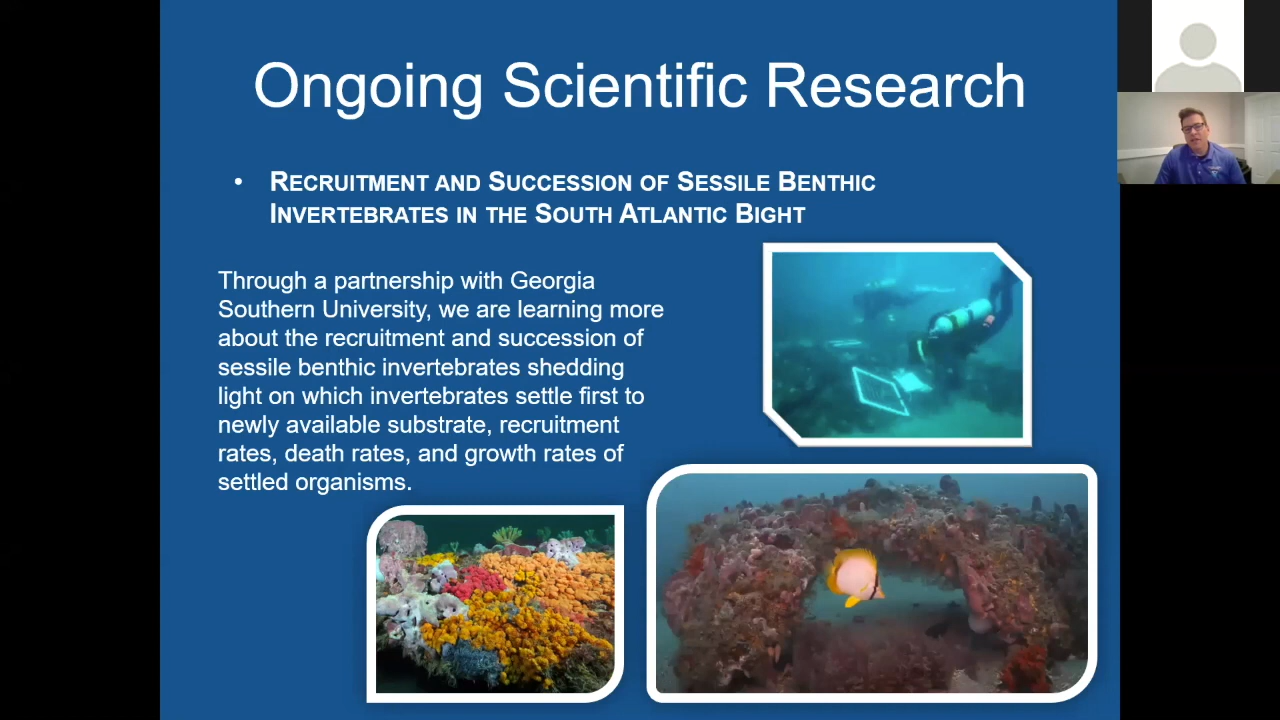 Ongoing Scientific Research
• RECRUITMENT AND SUCCESSION OF SESSILE BENTHIC
INVERTEBRATES IN THE SOUTH ATLANTIC BIGHT
Through a partnership with Georgia
Southern University, we are learning more
about the recruitment and succession of
sessile benthic invertebrates shedding
light on which invertebrates settle first to
newly available substrate, recruitment
rates, death rates, and growth rates of
settled organisms.